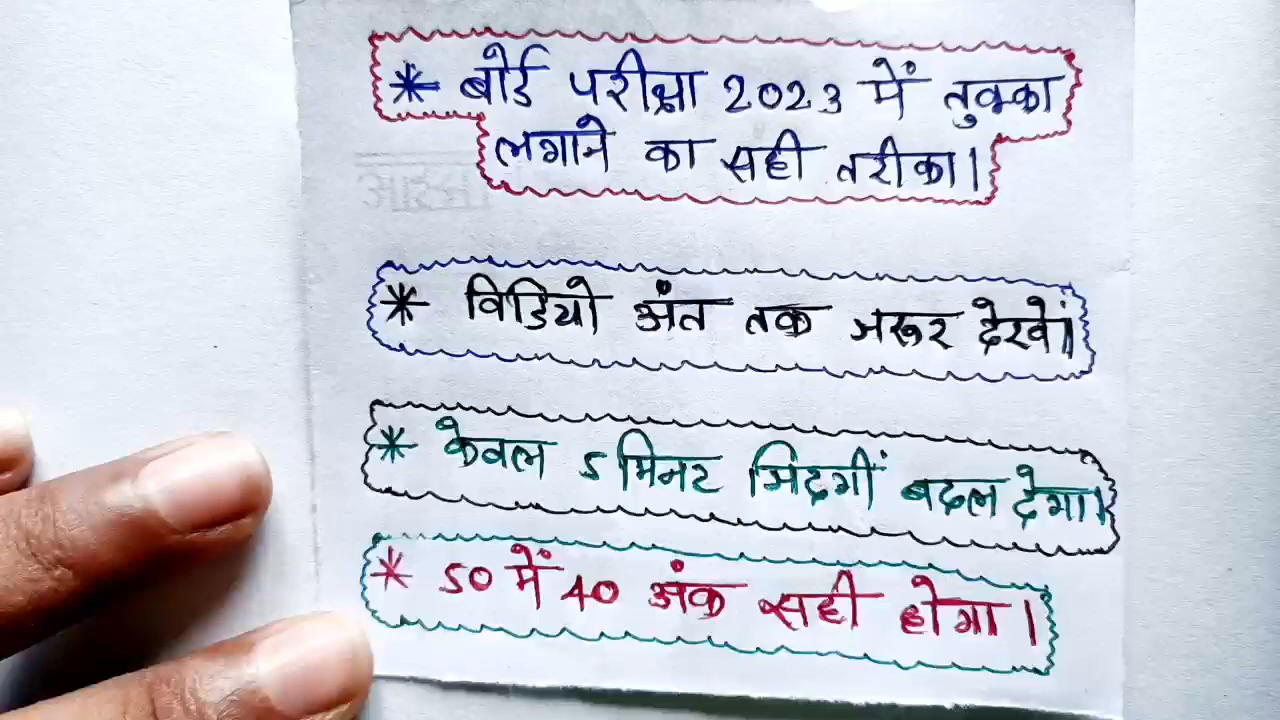 * बोर्ड परीक्षा 2023 में तुक्का
लगाने का सही तरीका।
* विडियो अंत तक जरूर देखें।
* केवल 5 मिनट जिंदगीं बदल देगा।
* 50 में 40 अंक सही होगा।